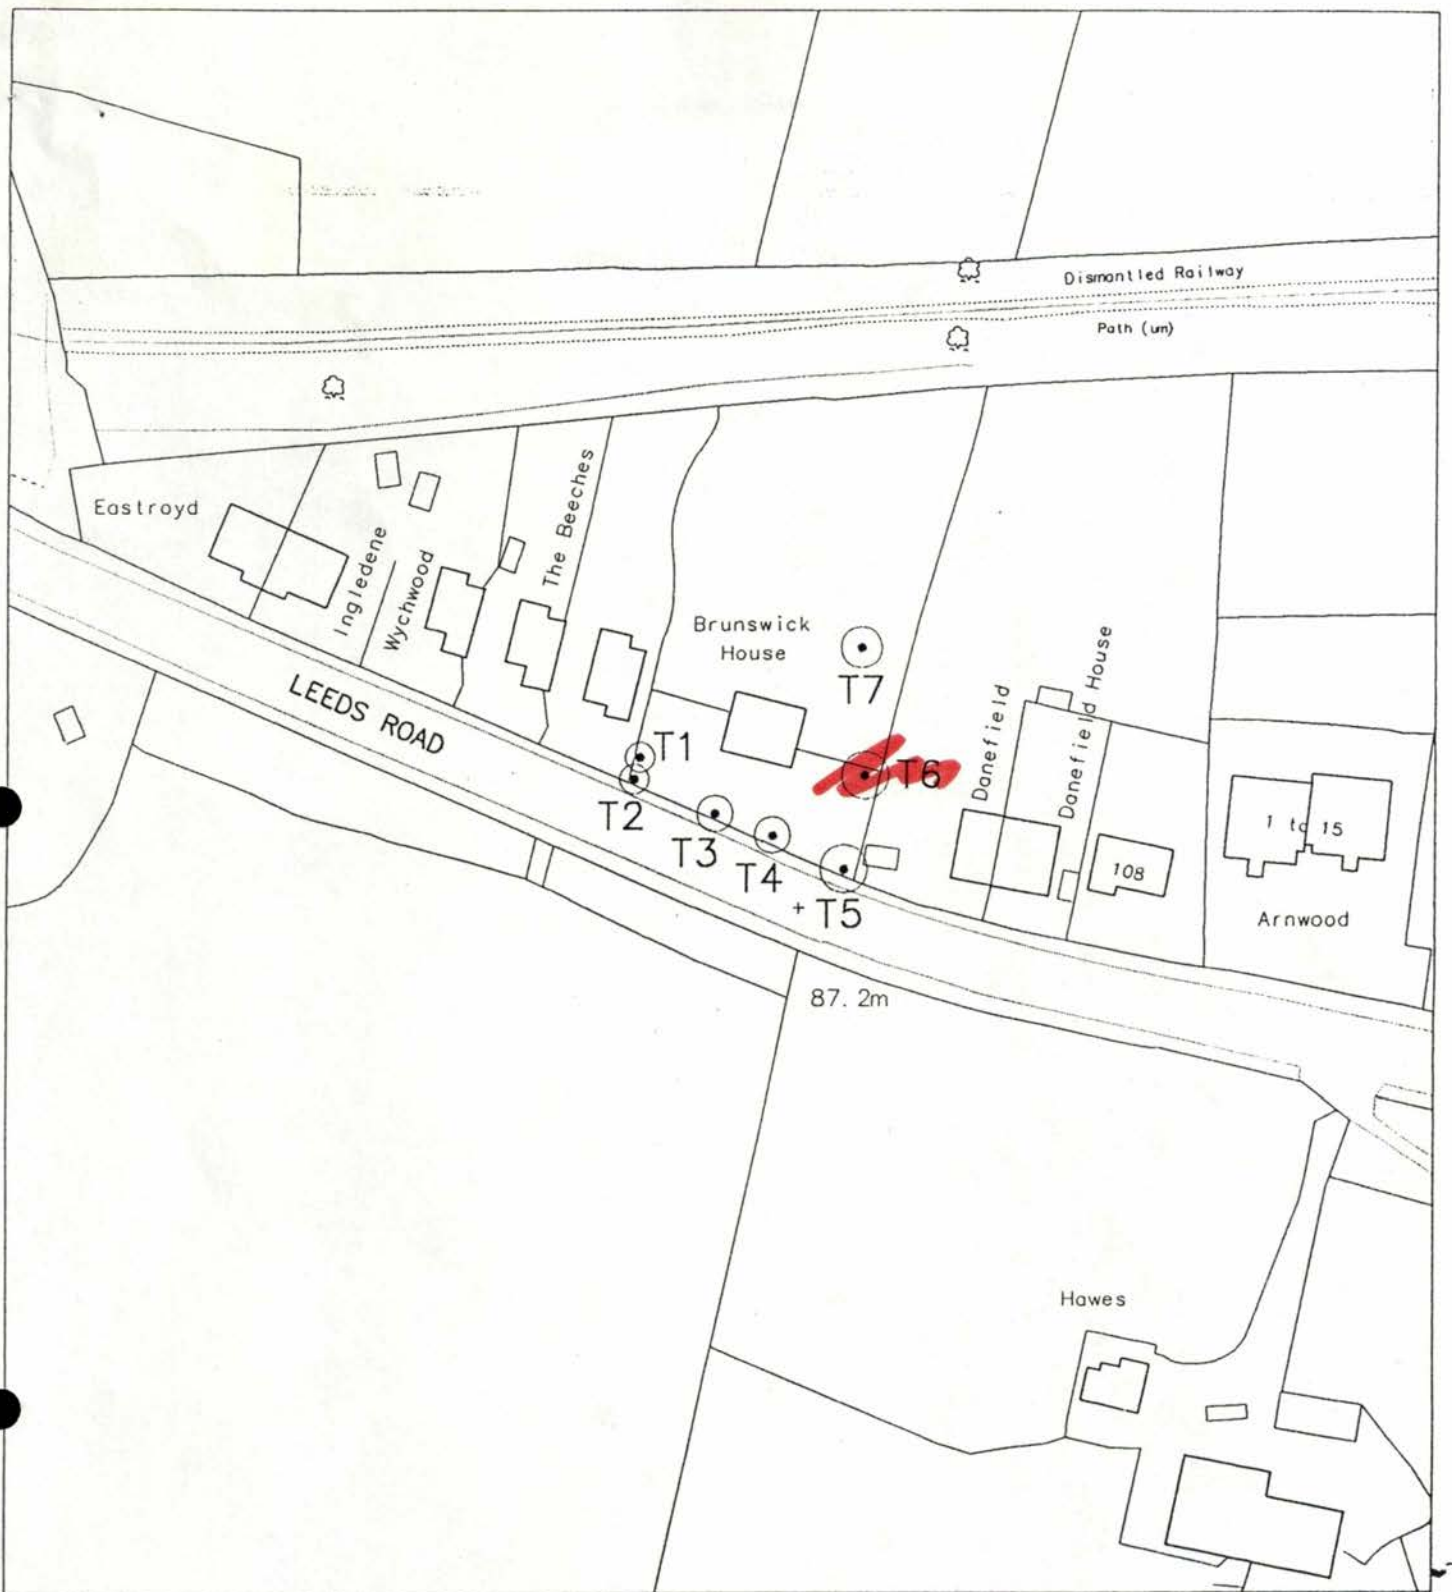 Dismantled Railway
Path (um)
Eastroyd
Ingledene
Wychwood
The Beeches
Brunswick
House
T7
LEEDS ROAD
T1
T6
Danefield
Danefield House
T2
T3
T4
+ T5
1 to 15
108
Arnwood
87.2m
Hawes